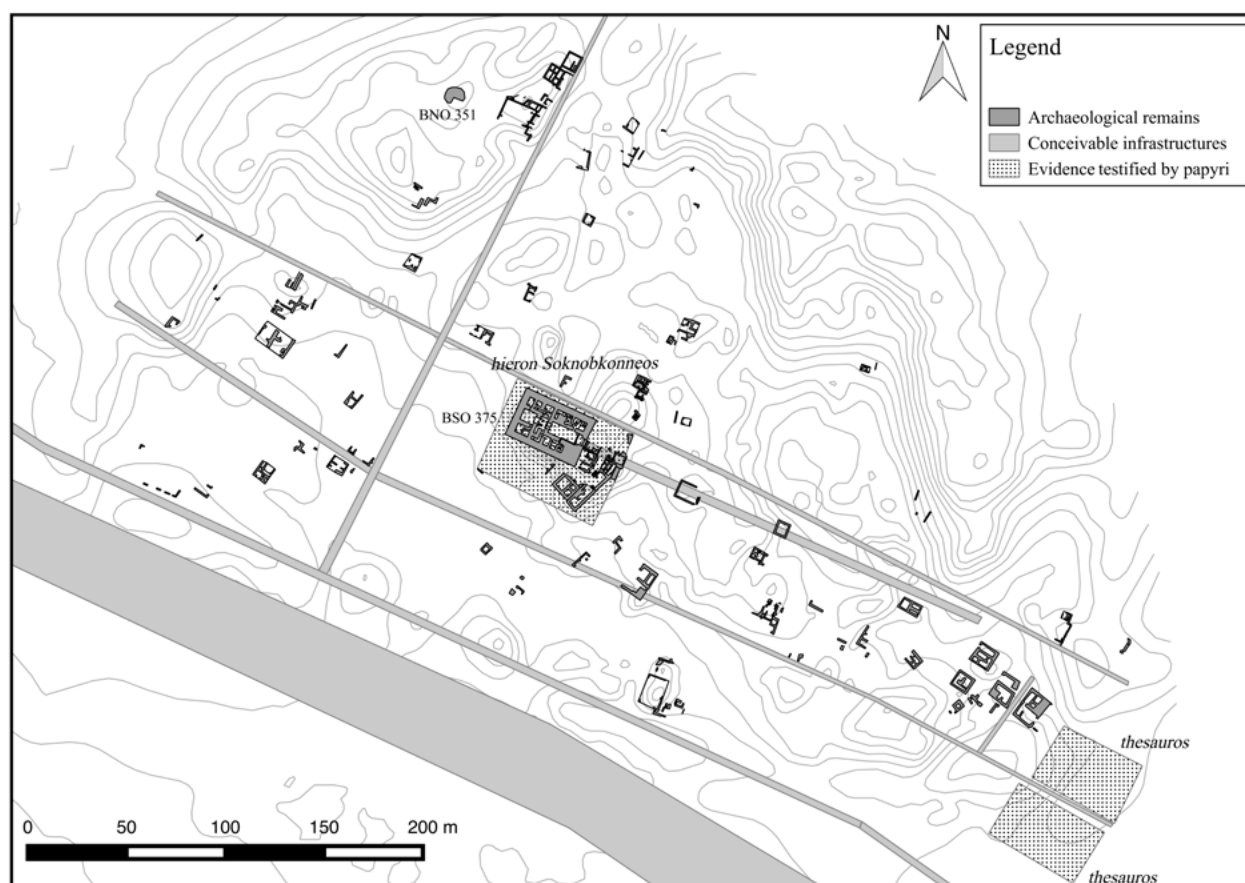 N
Legend
Archaeological remains
Conceivable infrastructures
Evidence testified by papyri
BNO 351
hieron Soknobkonneos
BSO 375
thesauros
thesauros
0 50 100 150 200 m